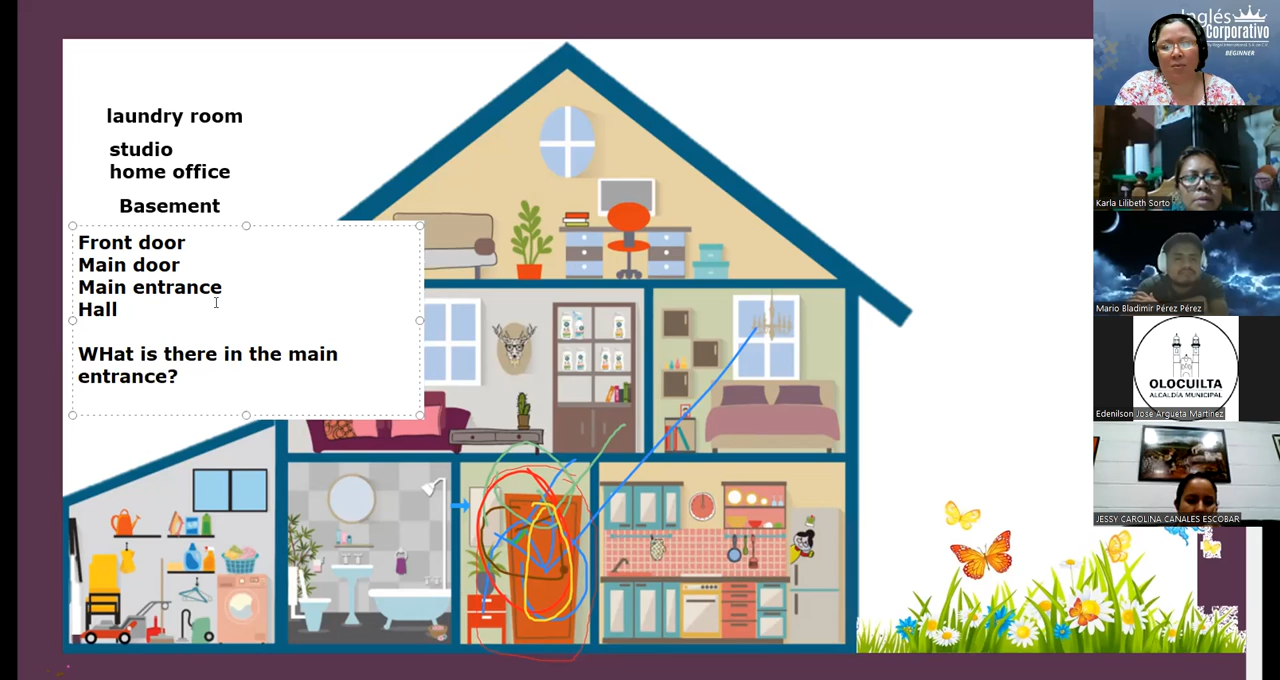 laundry room
studio
home office
Basement
Front door
Main door
Main entrance
Hall
WHat is there in the main
entrance?
Inglés
Corporativo
BEGINNER
Karla Lilibeth Sorto
Mario Bladimir Pérez Pérez
OLOCUILTA
ALCALDÍA MUNICIPAL
Edenilson Jose Argueta Martinez
JESSY CAROLINA CANALES ESCOBAR